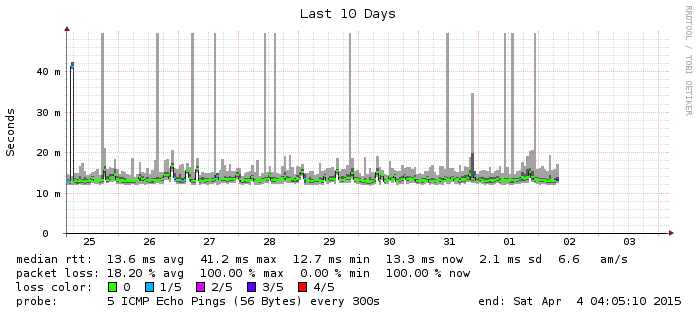 Last 10 Days
RRDTOOL / TOBI OETIKER
Seconds
40 m
30 m
20 m
10 m
0
25 26 27 28 29 30 31 01 02 03
median rtt: 13.6 ms avg 41.2 ms max 12.7 ms min 13.3 ms now 2.1 ms sd 6.6 am/s
packet loss: 18.20 % avg 100.00 % max 0.00 % min 100.00 % now
loss color: 0 1/5 2/5 3/5 4/5
probe: 5 ICMP Echo Pings (56 Bytes) every 300s end: Sat Apr 4 04:05:10 2015